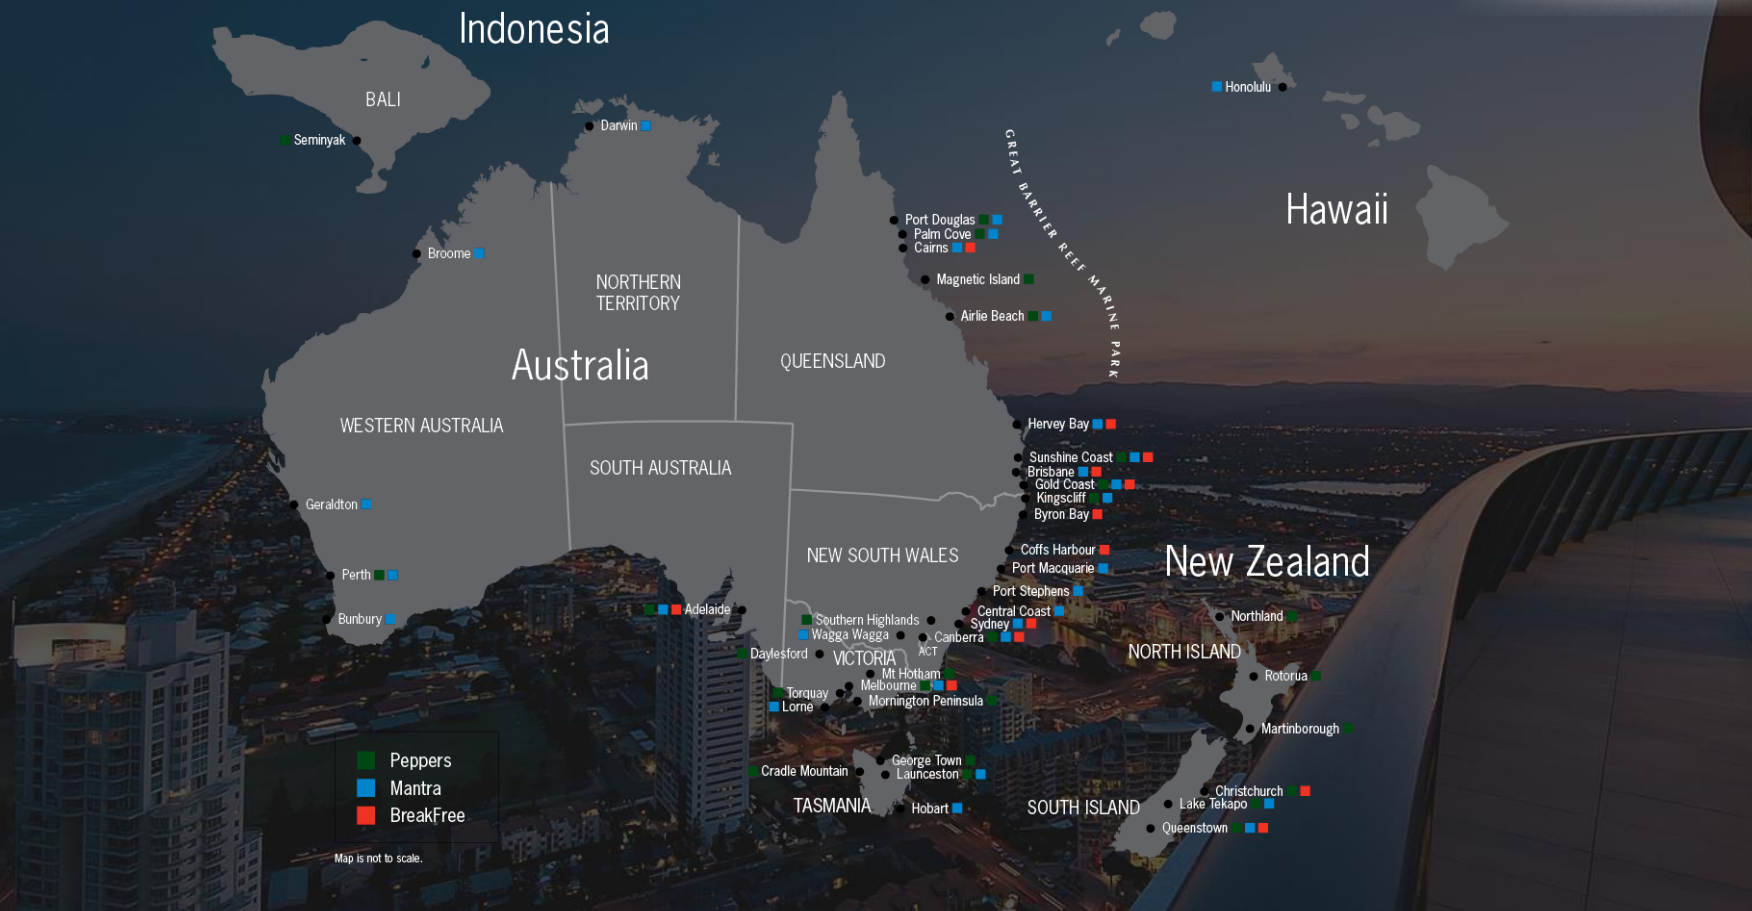 Indonesia
BALI
Seminyak
Darwin
Honolulu
Hawaii
GREAT BARRIER REEF MARINE PARK
Port Douglas
Palm Cove
Cairns
Broome
Magnetic Island
NORTHERN
TERRITORY
Airlie Beach
Australia
QUEENSLAND
WESTERN AUSTRALIA
Hervey Bay
SOUTH AUSTRALIA
Sunshine Coast
Brisbane
Gold Coast
Kingscliff
Geraldton
Byron Bay
NEW SOUTH WALES
Coffs Harbour
New Zealand
Port Macquarie
Perth
Port Stephens
Adelaide
Central Coast
Bunbury
Southern Highlands
Sydney
Northland
Wagga Wagga
Canberra
ACT
Daylesford
VICTORIA
NORTH ISLAND
Mt Hotham
Rotorua
Melbourne
Torquay
Mornington Peninsula
Lorne
Martinborough
George Town
Cradle Mountain
Launceston
TASMANIA
Hobart
SOUTH ISLAND
Christchurch
Lake Tekapo
Queenstown
Peppers
Mantra
BreakFree
Map is not to scale.